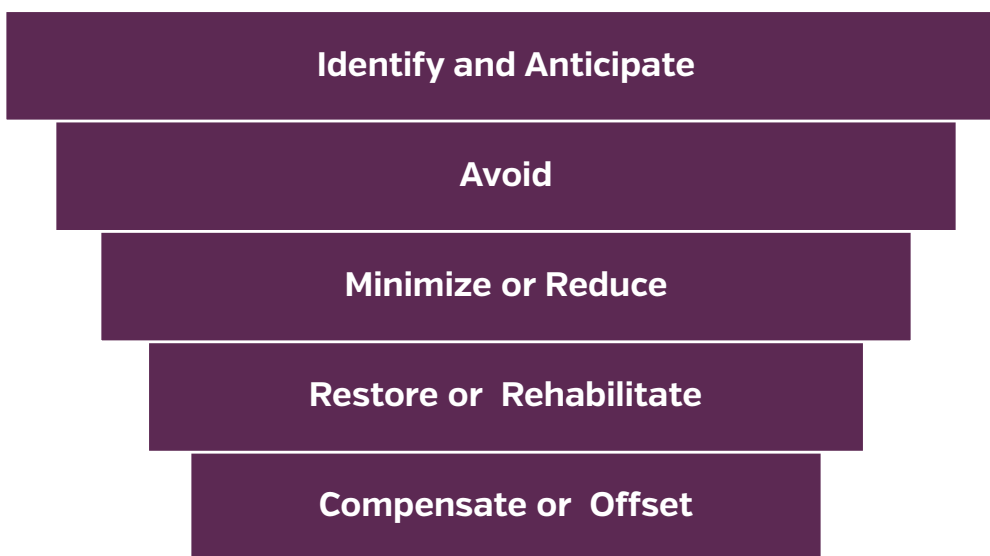 Identify and Anticipate
Avoid
Minimize or Reduce
Restore or  Rehabilitate
Compensate or  Offset